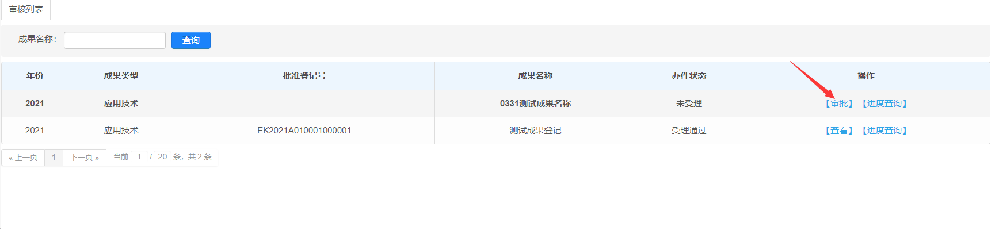 审核列表
成果名称： 查询
年份 成果类型 批准登记号 成果名称 办件状态 操作
2021 应用技术 0331测试成果名称 未受理 【审批】 【进度查询】
2021 应用技术 EK2021A010001000001 测试成果登记 受理通过 【查看】 【进度查询】
« 上一页 1 下一页 » 当前 1 / 20 条，共 2 条